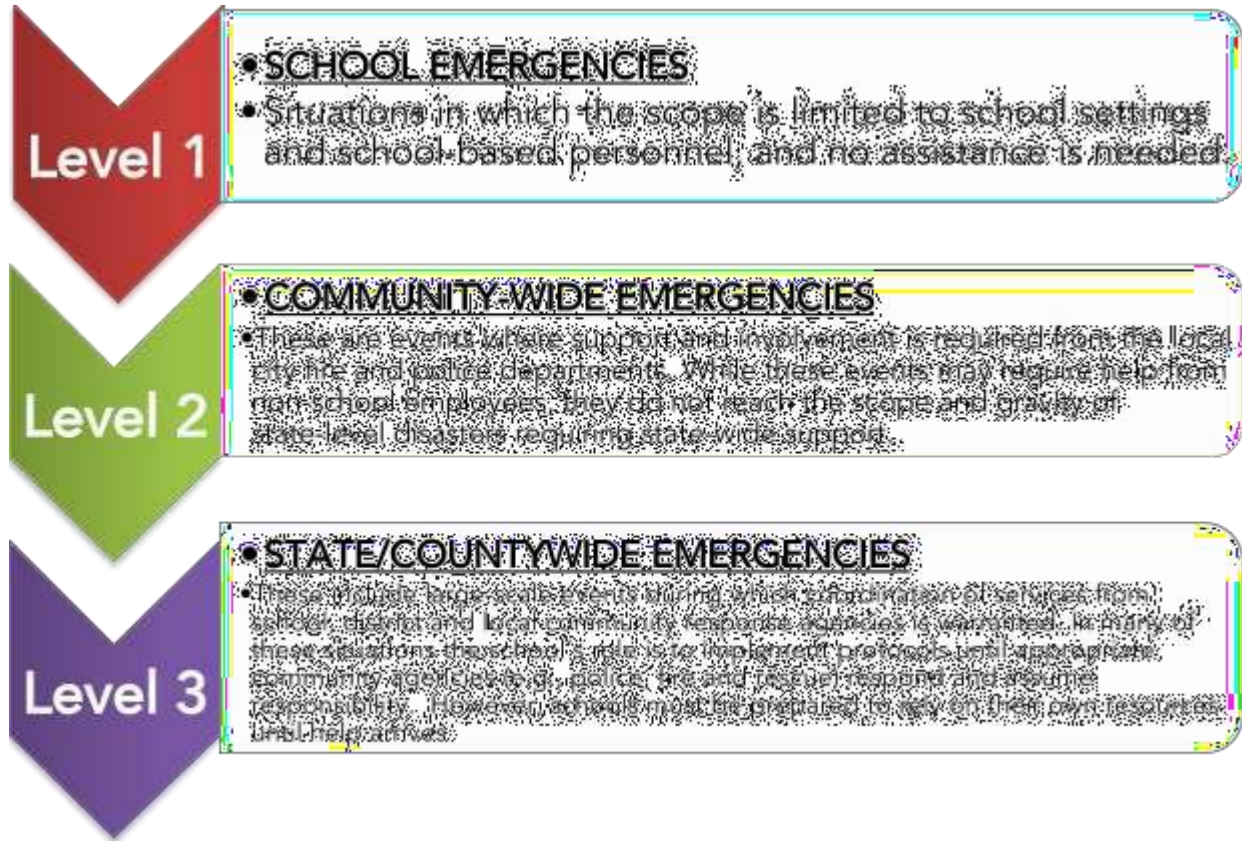 Level 1
• SCHOOL EMERGENCIES
• Situations in which the scope is limited to school settings
and school-based personnel, and no assistance is needed.
Level 2
• COMMUNITY-WIDE EMERGENCIES
• These are events where support and involvement is required from the local
city fire and police departments. While these events may require help from
non-school employees, they do not reach the scope and gravity of
state-level disasters requiring state-wide support.
Level 3
• STATE/COUNTYWIDE EMERGENCIES
• These include large-scale events during which coordination of services from
school, district and local community response agencies is warranted. In many of
these situations the school's role is to implement protocols until appropriate
community agencies (e.g., police, fire and rescue) respond and assume
responsibility. However, schools must be prepared to rely on their own resources
until help arrives.